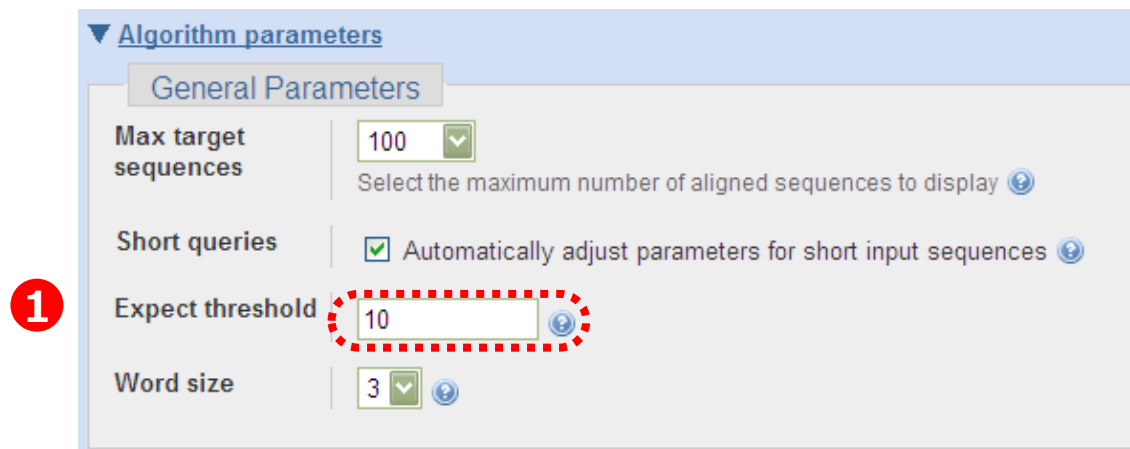 Algorithm parameters
General Parameters
Max target sequences
100
Select the maximum number of aligned sequences to display
Short queries
Automatically adjust parameters for short input sequences
1
Expect threshold
10
Word size
3